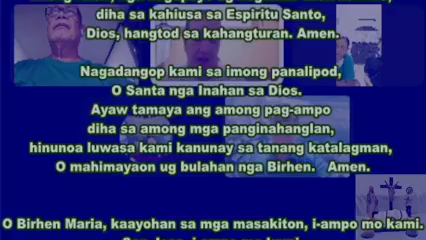 diha sa kahiusa sa Espiritu Santo,
Dios, hangtod sa kahangturan. Amen.
Nagadangop kami sa imong panalipod,
O Santa nga Inahan sa Dios.
Ayaw tamaya ang among pag-ampo
diha sa among mga panginahanglan,
hinunoa luwasa kami kanunay sa tanang katalagman,
O mahimayaon ug bulahan nga Birhen. Amen.
O Birhen Maria, kaayohan sa mga masakiton, i-ampo mo kami.